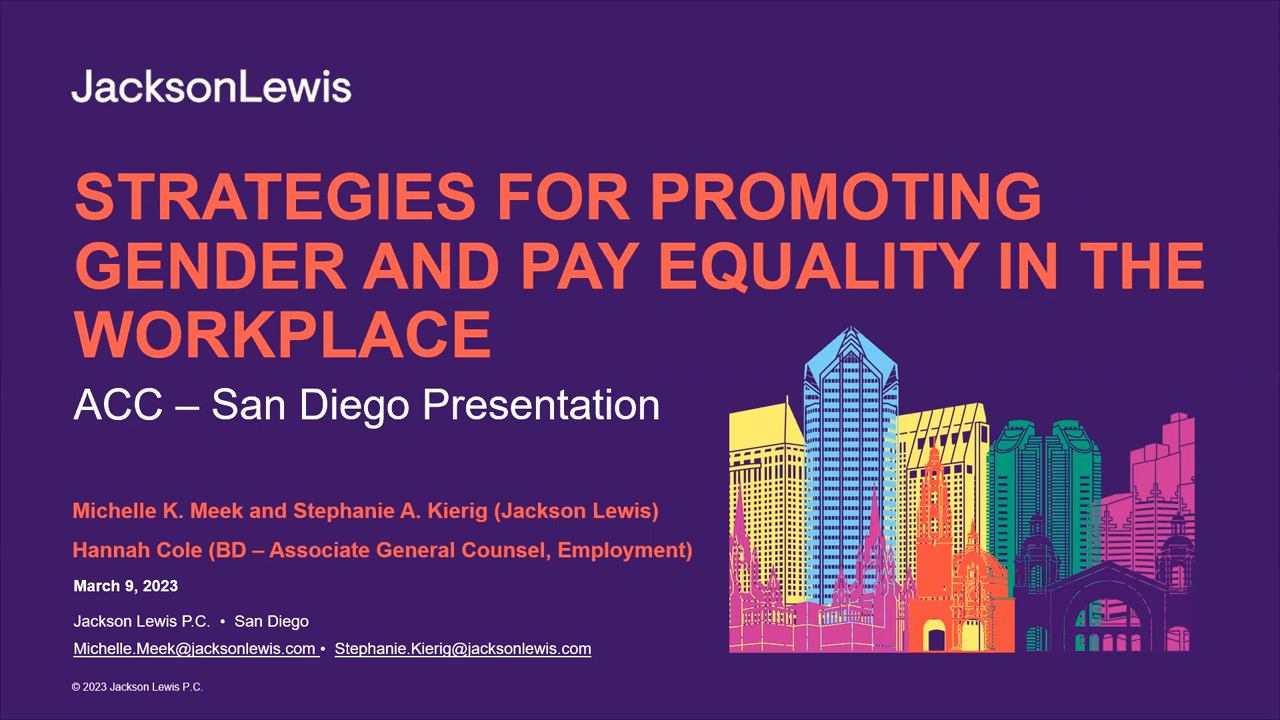 JacksonLewis
STRATEGIES FOR PROMOTING
GENDER AND PAY EQUALITY IN THE
WORKPLACE
ACC – San Diego Presentation
Michelle K. Meek and Stephanie A. Kierig (Jackson Lewis)
Hannah Cole (BD – Associate General Counsel, Employment)
March 9, 2023
Jackson Lewis P.C. • San Diego
Michelle.Meek@jacksonlewis.com • Stephanie.Kierig@jacksonlewis.com
© 2023 Jackson Lewis P.C.